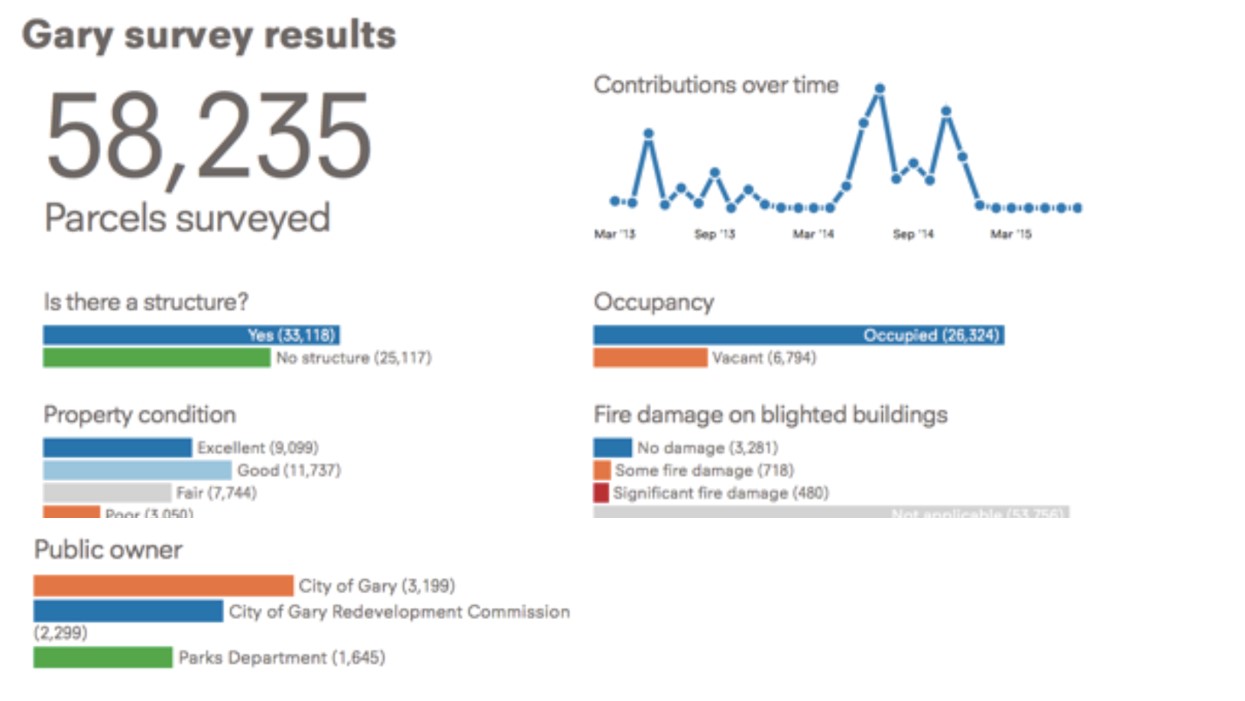 Gary survey results
58,235
Parcels surveyed
Contributions over time
Mar '13 Sep '13 Mar '14 Sep '14 Mar '15
Is there a structure?
Yes (33,118)
No structure (25,117)
Occupancy
Occupied (26,324)
Vacant (6,794)
Property condition
Excellent (9,099)
Good (11,737)
Fair (7,744)
Poor (3,050)
Fire damage on blighted buildings
No damage (3,281)
Some fire damage (718)
Significant fire damage (480)
Not applicable (53,756)
Public owner
City of Gary (3,199)
City of Gary Redevelopment Commission
(2,299)
Parks Department (1,645)